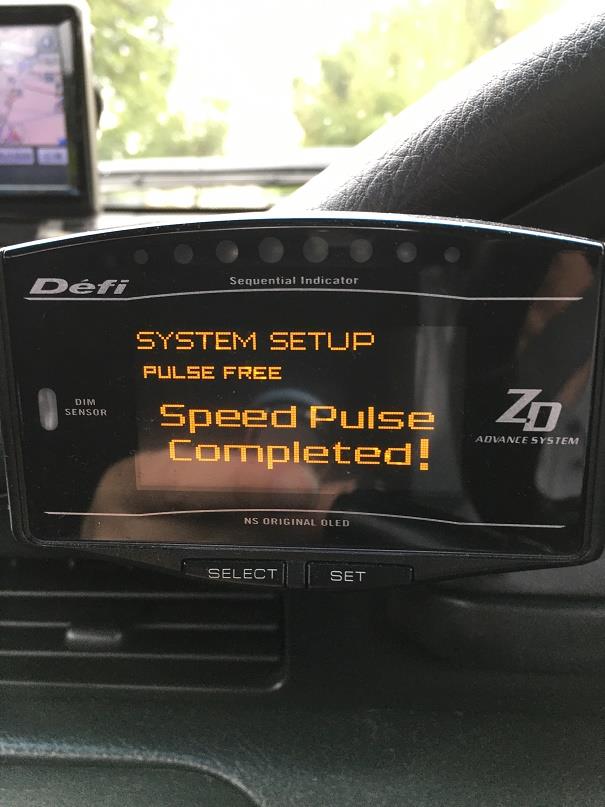 Défi
Sequential Indicator
SYSTEM SETUP
PULSE FREE
DIM
SENSOR
Speed Pulse
Completed!
ZD
ADVANCE SYSTEM
NS ORIGINAL OLED
SELECT
SET